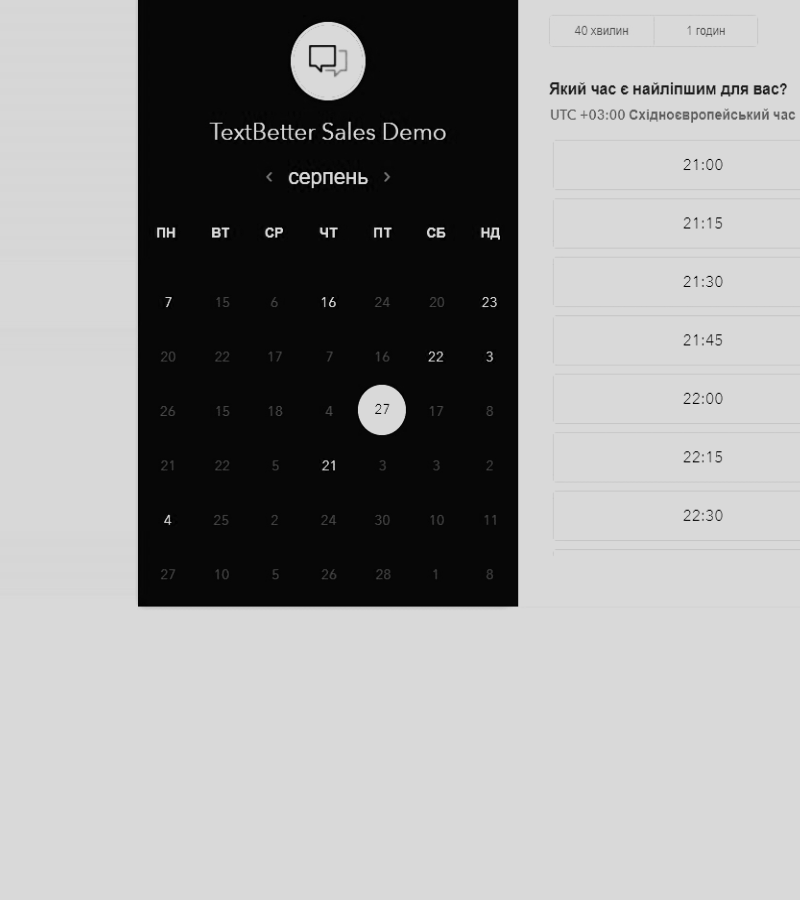 TextBetter Sales Demo
‹ серпень ›
ПН ВТ СР ЧТ ПТ СБ НД
7 15 6 16 24 20 23
20 22 17 7 16 22 3
26 15 18 4 27 17 8
21 22 5 21 3 3 2
4 25 2 24 30 10 11
27 10 5 26 28 1 8
40 хвилин 1 годин
Який час є найліпшим для вас?
UTC +03:00 Східноєвропейський час
21:00
21:15
21:30
21:45
22:00
22:15
22:30